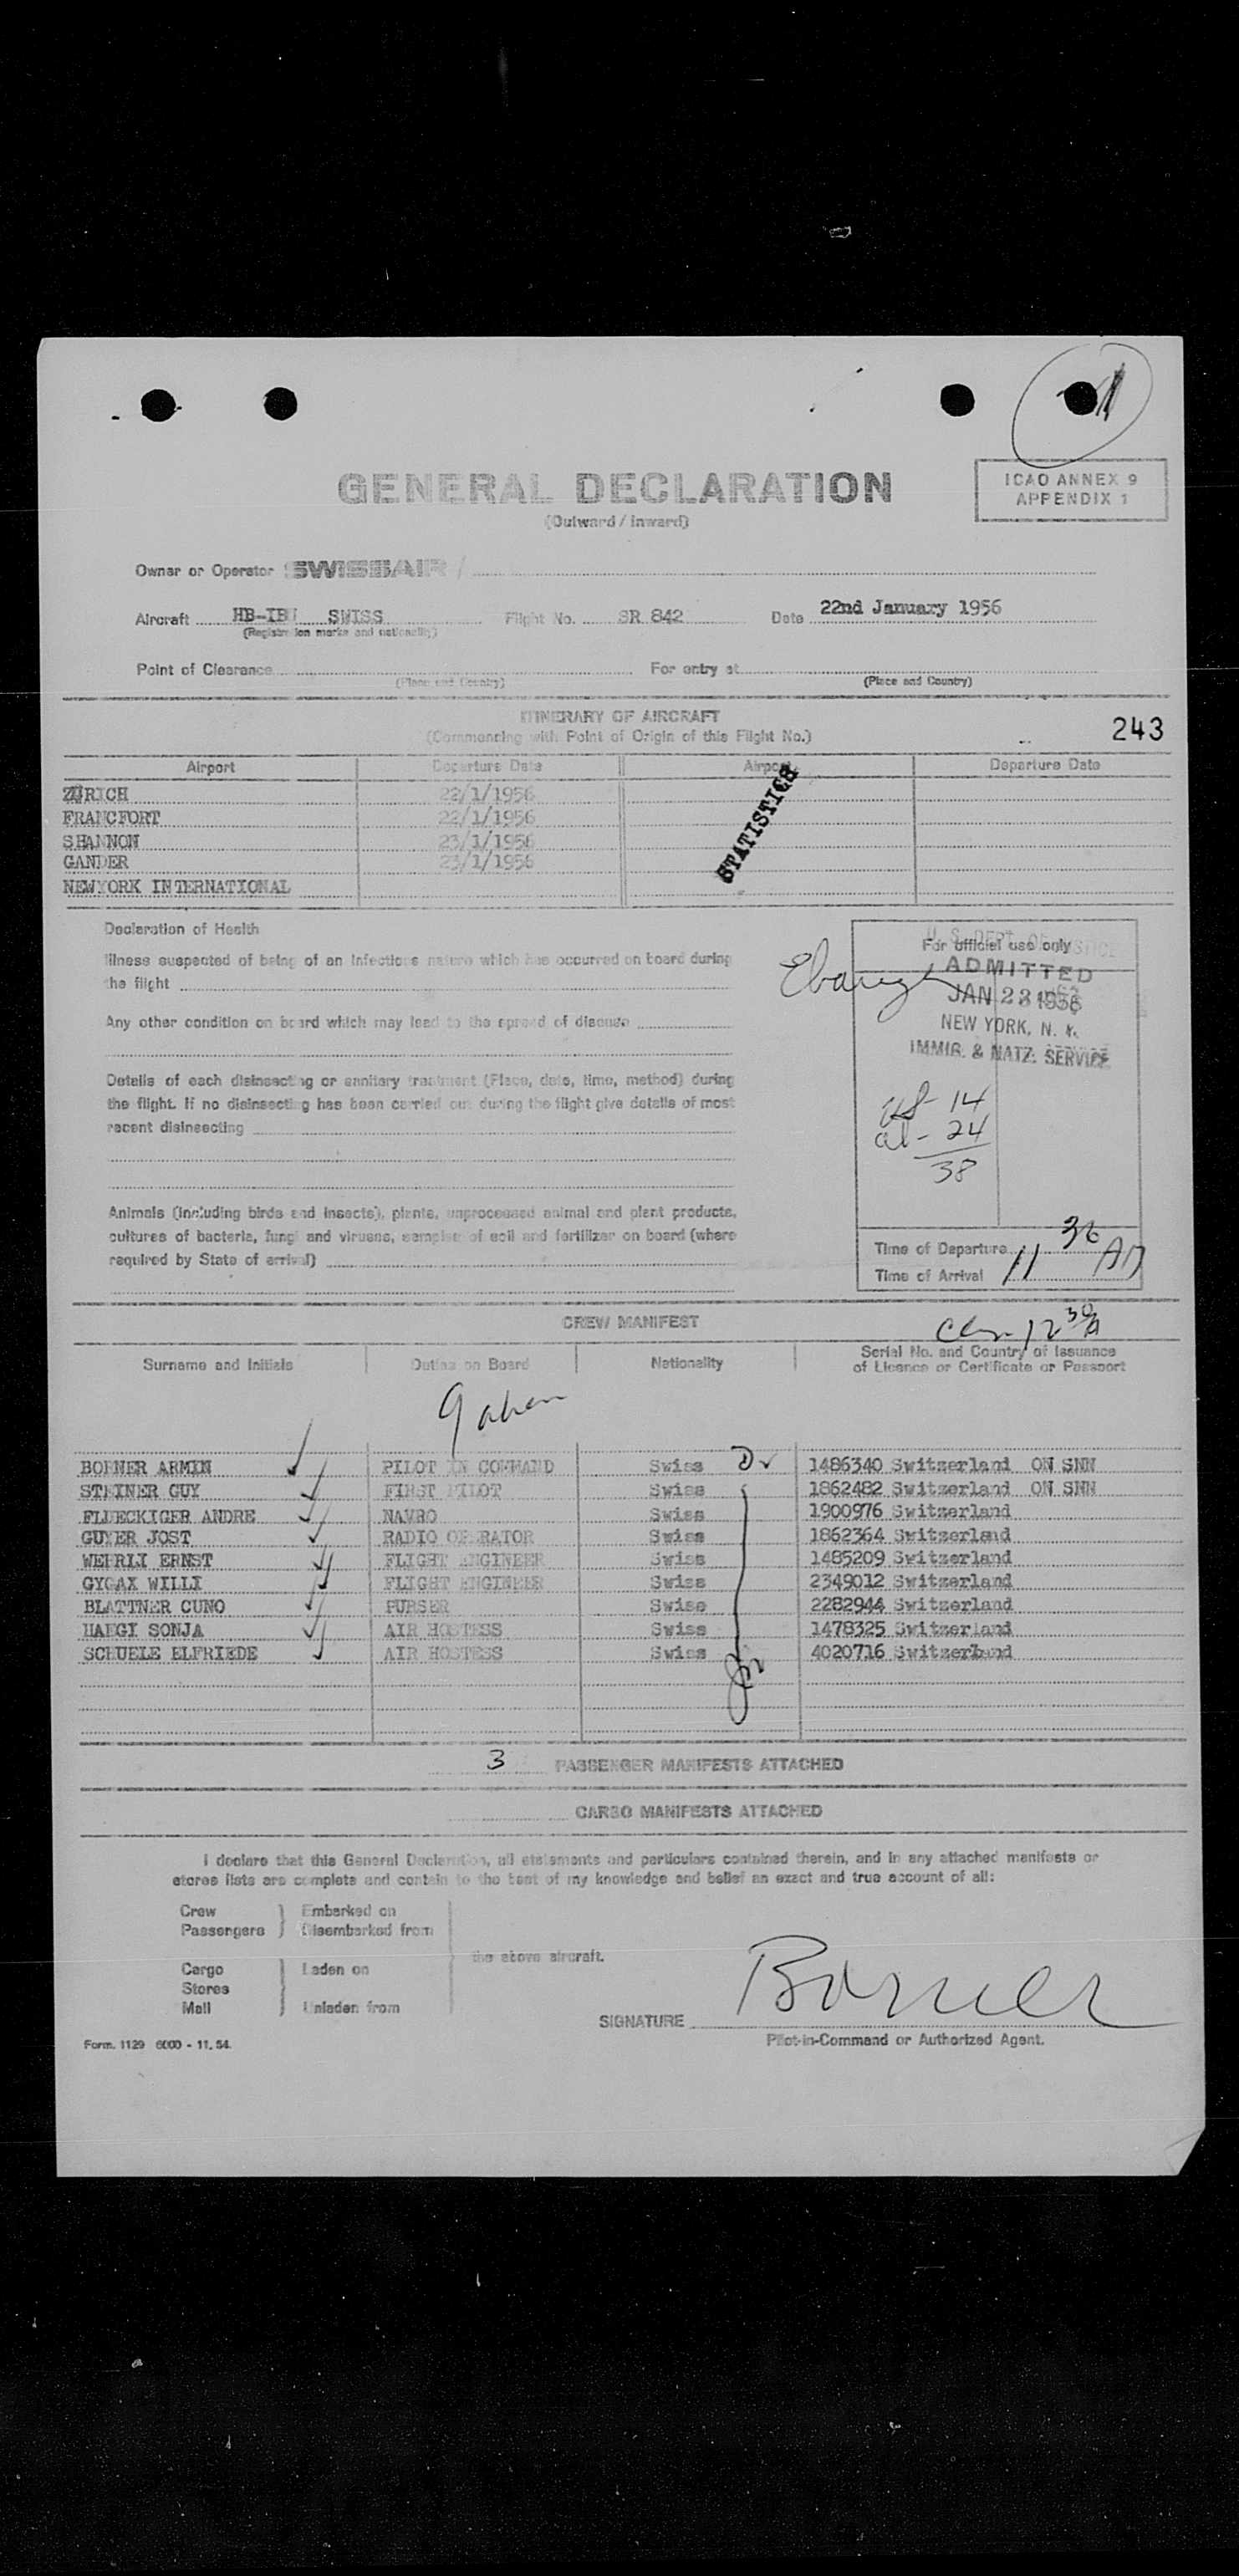 GENERAL DECLARATION
(Outward / Inward)
ICAO ANNEX 9
APPENDIX 1
Owner or Operator SWISSAIR
Aircraft HB-IBU SWISS Flight No. SR 842 Date 22nd January 1956
(Registration marks and nationality)
Point of Clearance For entry at
(Place and Country) (Place and Country)
ITINERARY OF AIRCRAFT
(Commencing with Point of Origin of this Flight No.)
243
Airport Departure Date Airport Departure Date
ZÜRICH 22/1/1956
FRANCFORT 22/1/1956
SHANNON 23/1/1956
GANDER 23/1/1956
NEWYORK INTERNATIONAL
STATISTICS
Declaration of Health
Illness suspected of being of an infectious nature which has occurred on board during
the flight
Any other condition on board which may lead to the spread of disease
Details of each disinsecting or sanitary treatment (Place, date, time, method) during
the flight. If no disinsecting has been carried out during the flight give details of most
recent disinsecting
Animals (including birds and insects), plants, unprocessed animal and plant products,
cultures of bacteria, fungi and viruses, samples of soil and fertilizer on board (where
required by State of arrival)
U. S. DEPT. OF JUSTICE
For official use only
ADMITTED
JAN 23 1956
NEW YORK, N. Y.
IMMIG. & NATZ. SERVICE
US - 14
al - 24
38
Time of Departure
Time of Arrival 11 36 AM
CREW MANIFEST
12 30
Surname and Initials Duties on Board Nationality Serial No. and Country of Issuance
of Licence or Certificate or Passport
BORNER ARMIN PILOT IN COMMAND Swiss 1486340 Switzerland ON SNN
STEINER GUY FIRST PILOT Swiss 1862482 Switzerland ON SNN
FLUECKIGER ANDRE NAVRO Swiss 1900976 Switzerland
GUYER JOST RADIO OPERATOR Swiss 1862364 Switzerland
WEHRLI ERNST FLIGHT ENGINEER Swiss 1485209 Switzerland
GYGAX WILLI FLIGHT ENGINEER Swiss 2349012 Switzerland
BLATTNER CUNO PURSER Swiss 2282944 Switzerland
HAEGI SONJA AIR HOSTESS Swiss 1478325 Switzerland
SCHUELE ELFRIEDE AIR HOSTESS Swiss 4020716 Switzerland
3 PASSENGER MANIFESTS ATTACHED
CARGO MANIFESTS ATTACHED
I declare that this General Declaration, all statements and particulars contained therein, and in any attached manifests or
stores lists are complete and contain to the best of my knowledge and belief an exact and true account of all:
Crew Embarked on
Passengers Disembarked from
the above aircraft.
Cargo Laden on
Stores
Mail Unladen from
SIGNATURE Borner
Pilot-in-Command or Authorized Agent.
Form. 1129 6000 - 11. 54.